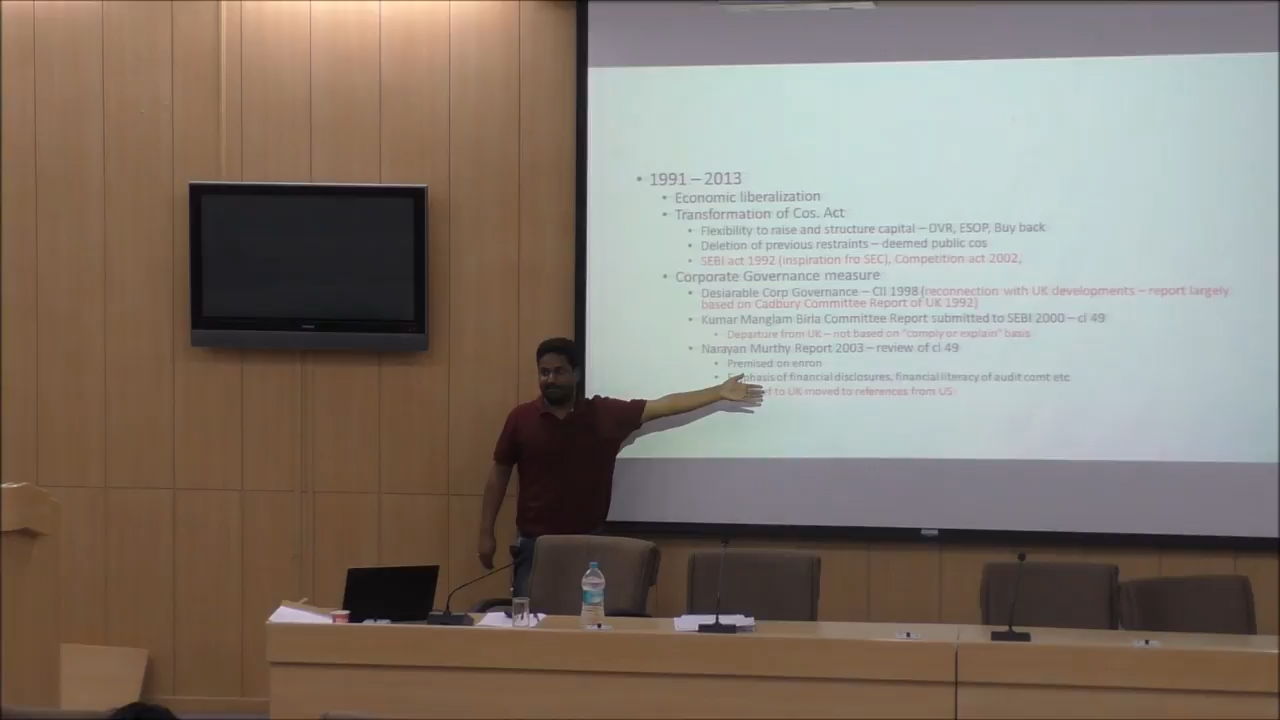 • 1991 – 2013
• Economic liberalization
• Transformation of Cos. Act
• Flexibility to raise and structure capital – DVR, ESOP, Buy back
• Deletion of previous restraints – deemed public cos
• SEBI act 1992 (inspiration fro SEC), Competition act 2002,
• Corporate Governance measure
• Desiarable Corp Governance – CII 1998 (reconnection with UK developments – report largely
based on Cadbury Committee Report of UK 1992)
• Kumar Manglam Birla Committee Report submitted to SEBI 2000 – cl 49
• Departure from UK – not based on "comply or explain" basis
• Narayan Murthy Report 2003 – review of cl 49
• Premised on enron
• of financial disclosures, financial literacy of audit comt etc
to UK moved to references from US